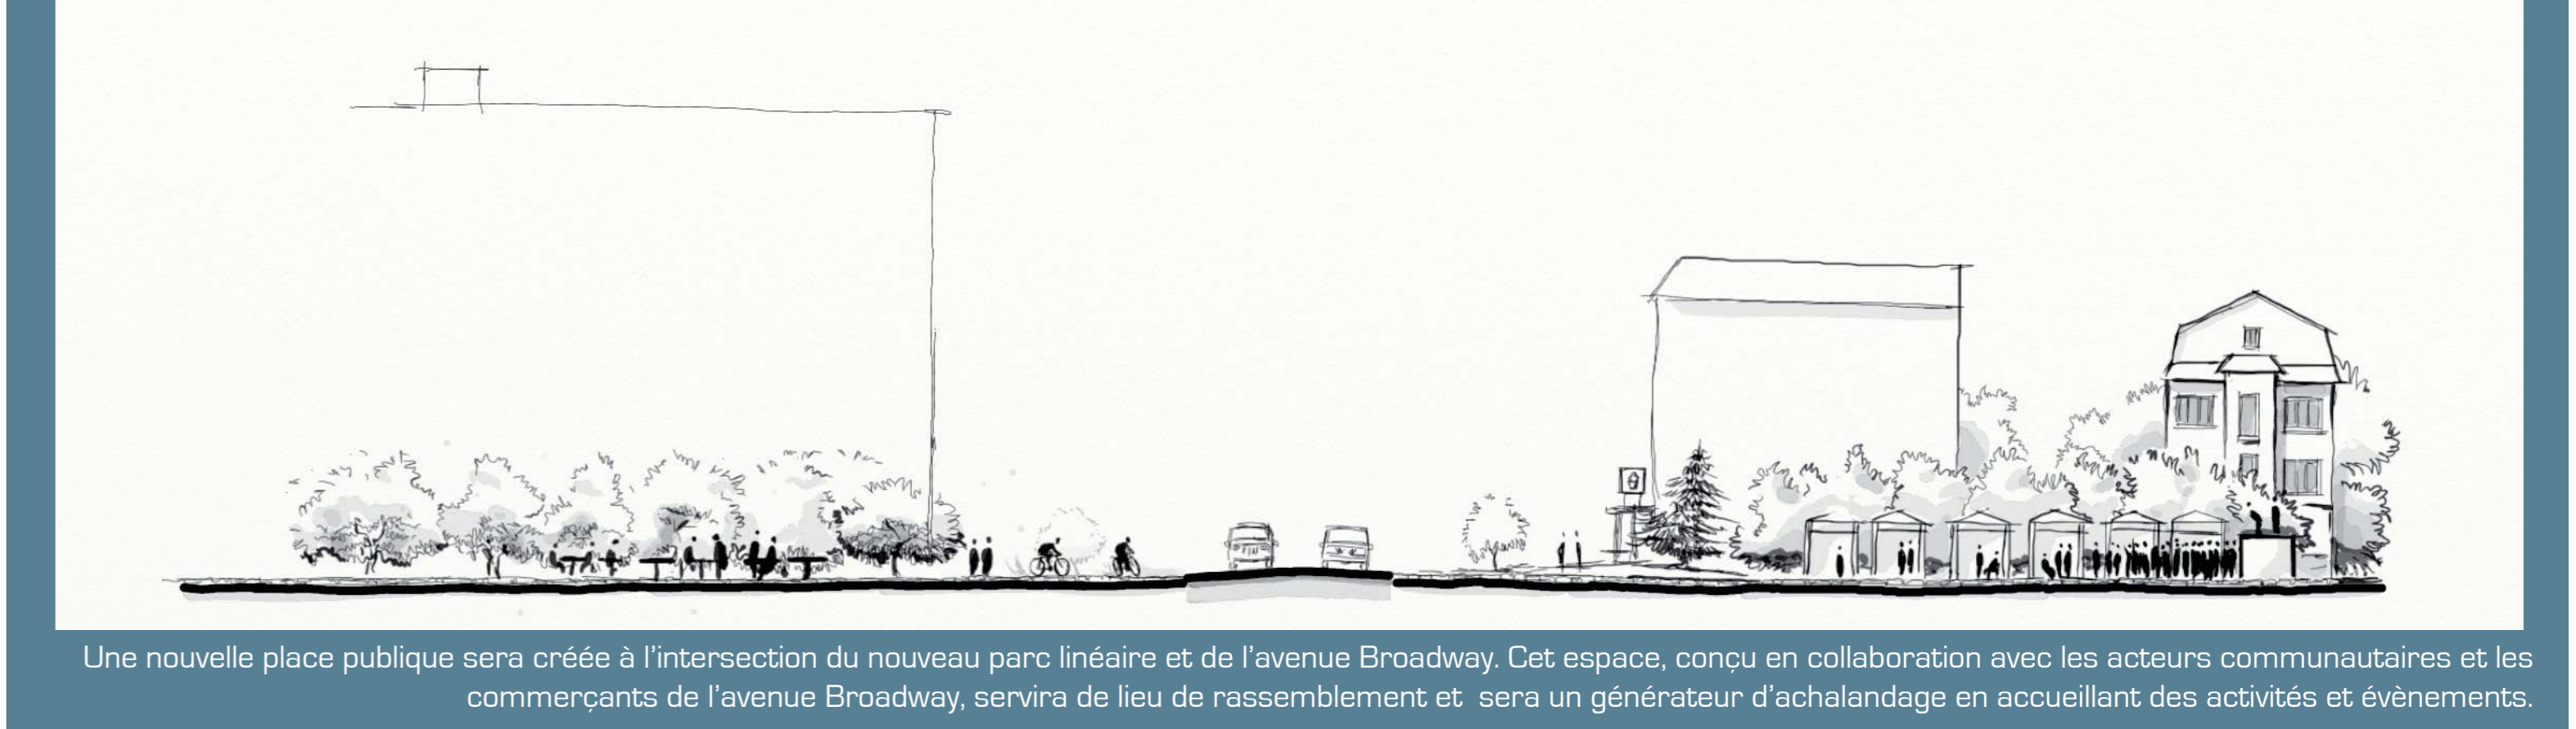 Une nouvelle place publique sera créée à l'intersection du nouveau parc linéaire et de l'avenue Broadway. Cet espace, conçu en collaboration avec les acteurs communautaires et les
commerçants de l'avenue Broadway, servira de lieu de rassemblement et  sera un générateur d'achalandage en accueillant des activités et évènements.